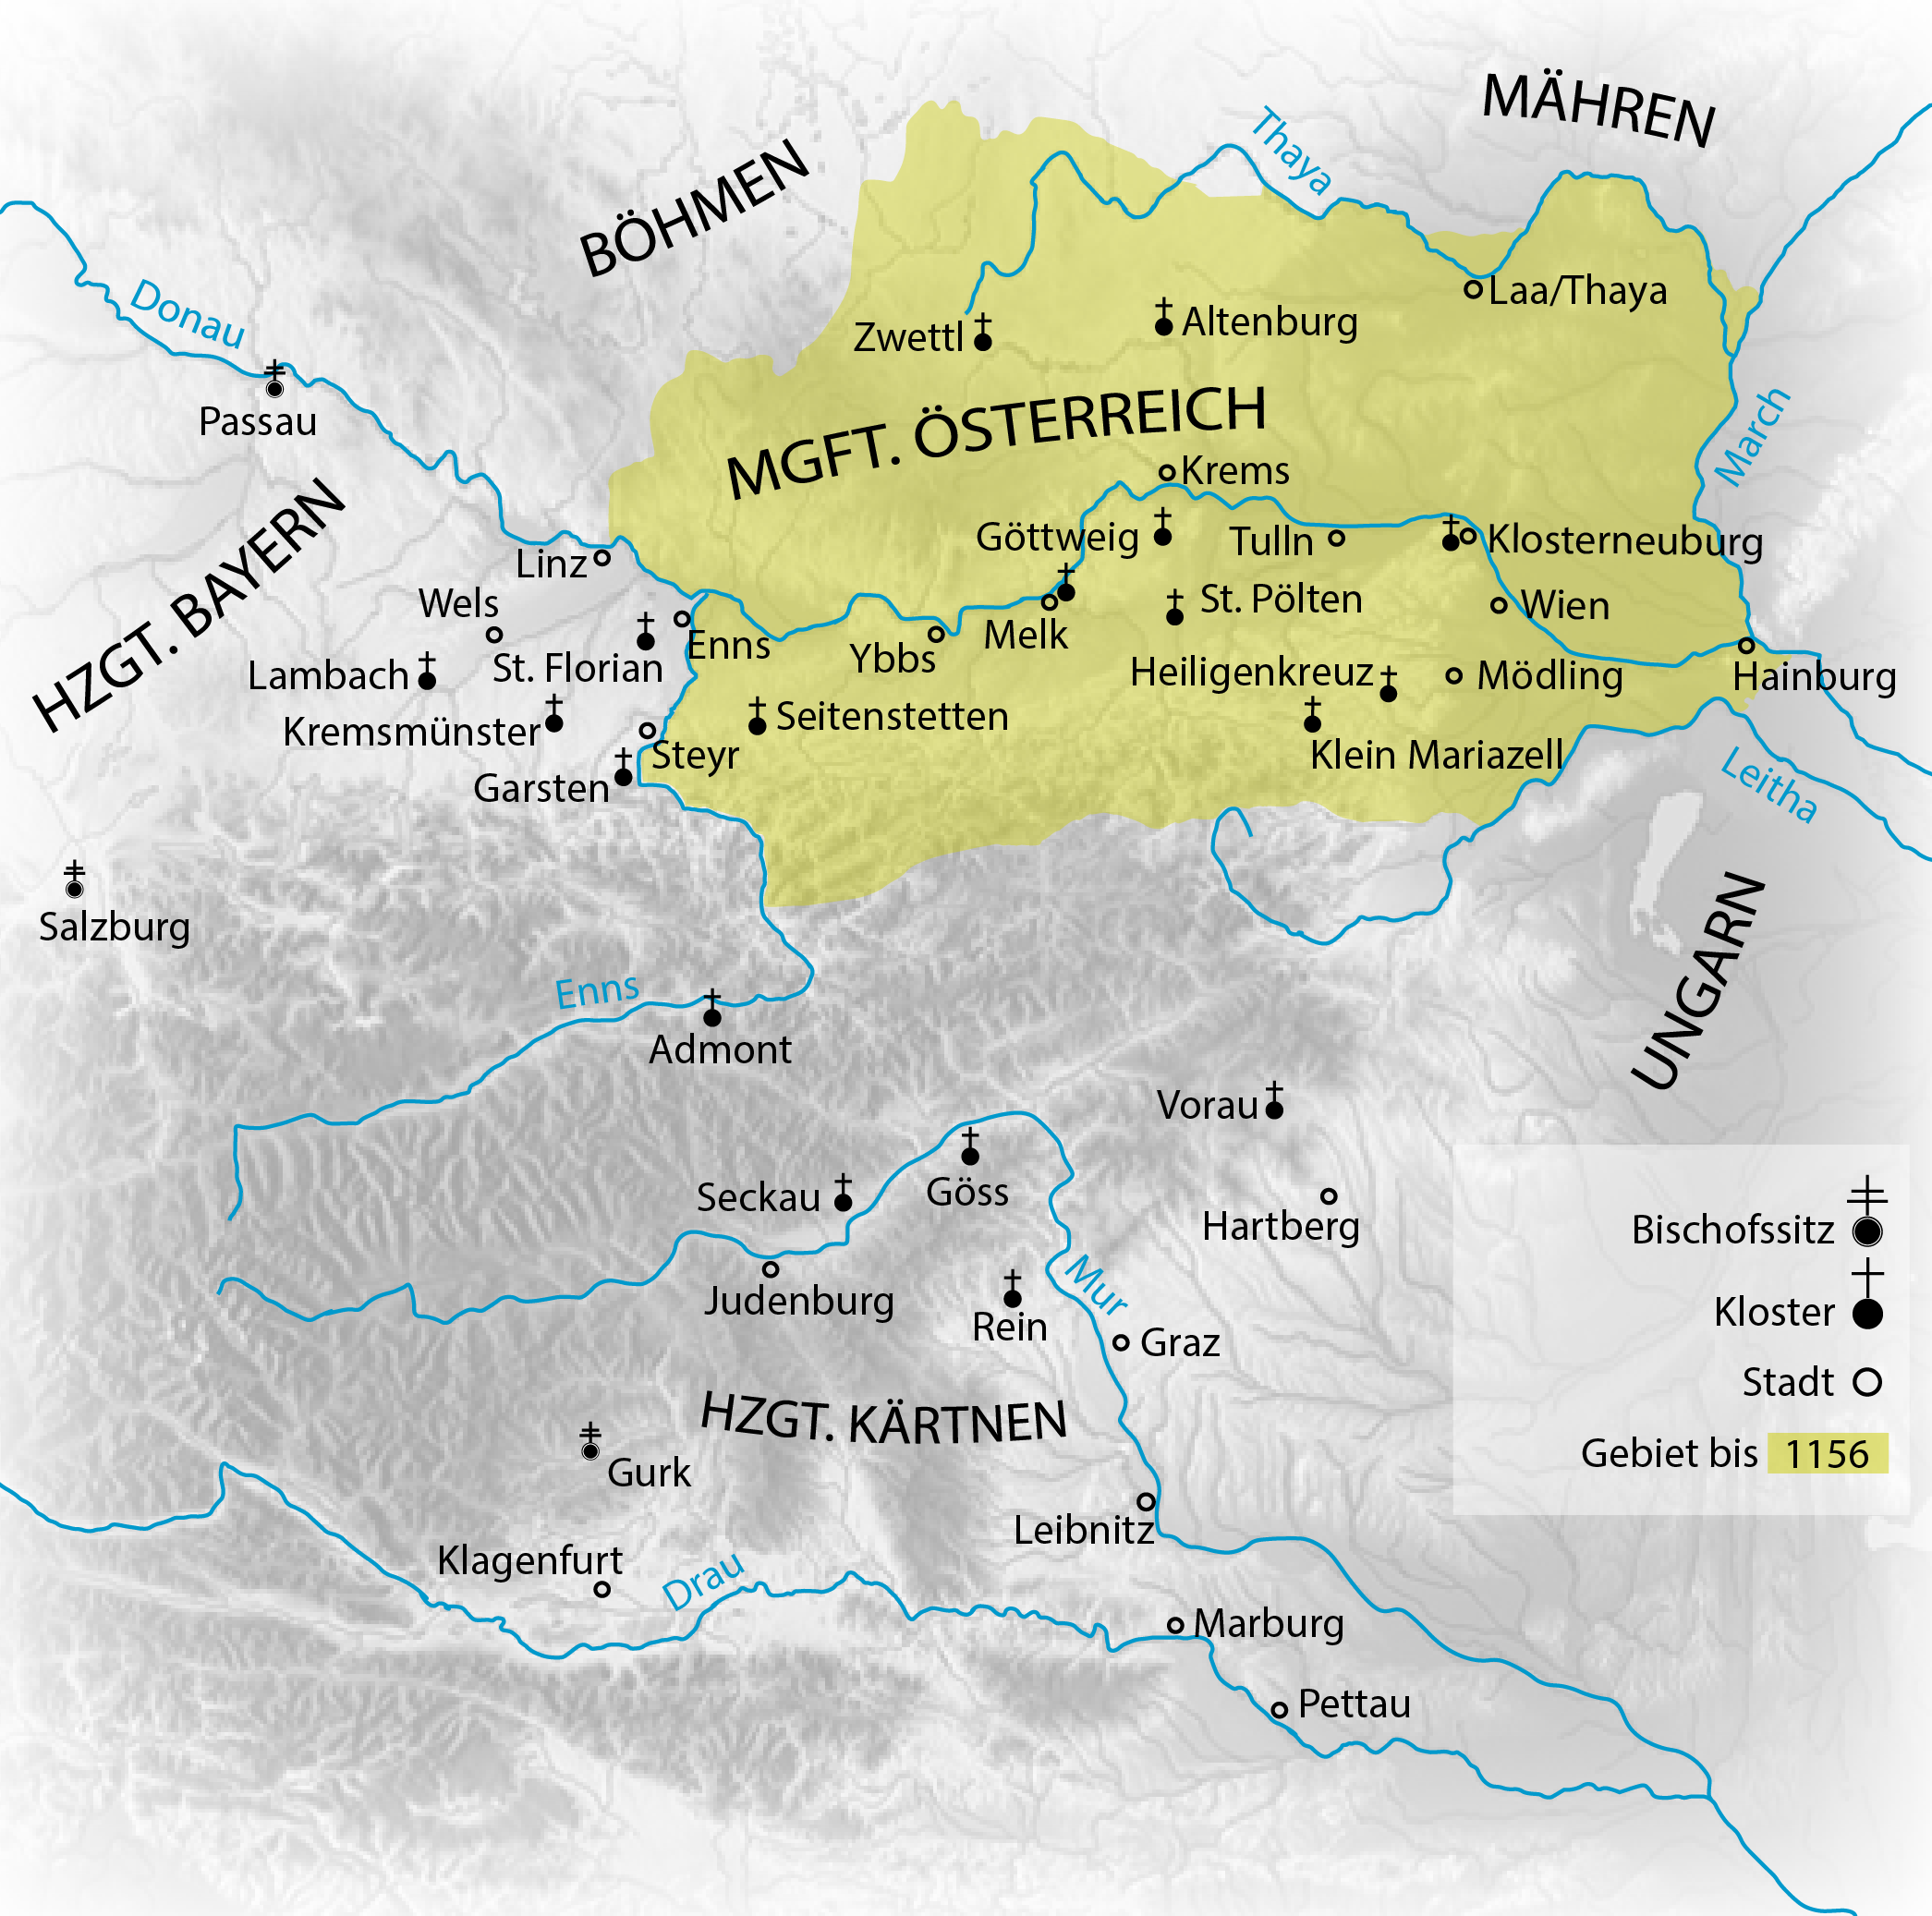 MÄHREN
Thaya
BÖHMEN
Laa/Thaya
Donau
Altenburg
Zwettl
Passau
MGFT. ÖSTERREICH
March
Krems
HZGT. BAYERN
Göttweig
Tulln
Klosterneuburg
Linz
Wels
St. Pölten
Wien
Enns
Melk
Ybbs
St. Florian
Lambach
Heiligenkreuz
Mödling
Hainburg
Kremsmünster
Seitenstetten
Steyr
Klein Mariazell
Garsten
Leitha
Salzburg
UNGARN
Enns
Admont
Vorau
Seckau
Göss
Hartberg
Bischofssitz
Judenburg
Mur
Rein
Kloster
Graz
Stadt
HZGT. KÄRTNEN
Gebiet bis 1156
Gurk
Leibnitz
Klagenfurt
Drau
Marburg
Pettau